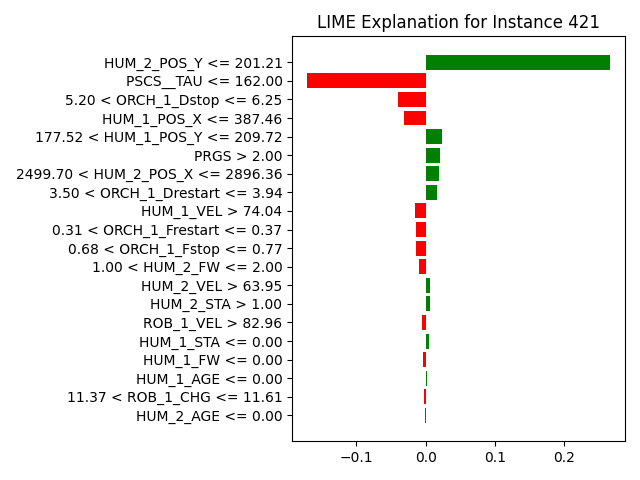 LIME Explanation for Instance 421
HUM_2_POS_Y <= 201.21
PSCS__TAU <= 162.00
5.20 < ORCH_1_Dstop <= 6.25
HUM_1_POS_X <= 387.46
177.52 < HUM_1_POS_Y <= 209.72
PRGS > 2.00
2499.70 < HUM_2_POS_X <= 2896.36
3.50 < ORCH_1_Drestart <= 3.94
HUM_1_VEL > 74.04
0.31 < ORCH_1_Frestart <= 0.37
0.68 < ORCH_1_Fstop <= 0.77
1.00 < HUM_2_FW <= 2.00
HUM_2_VEL > 63.95
HUM_2_STA > 1.00
ROB_1_VEL > 82.96
HUM_1_STA <= 0.00
HUM_1_FW <= 0.00
HUM_1_AGE <= 0.00
11.37 < ROB_1_CHG <= 11.61
HUM_2_AGE <= 0.00
−0.1 0.0 0.1 0.2